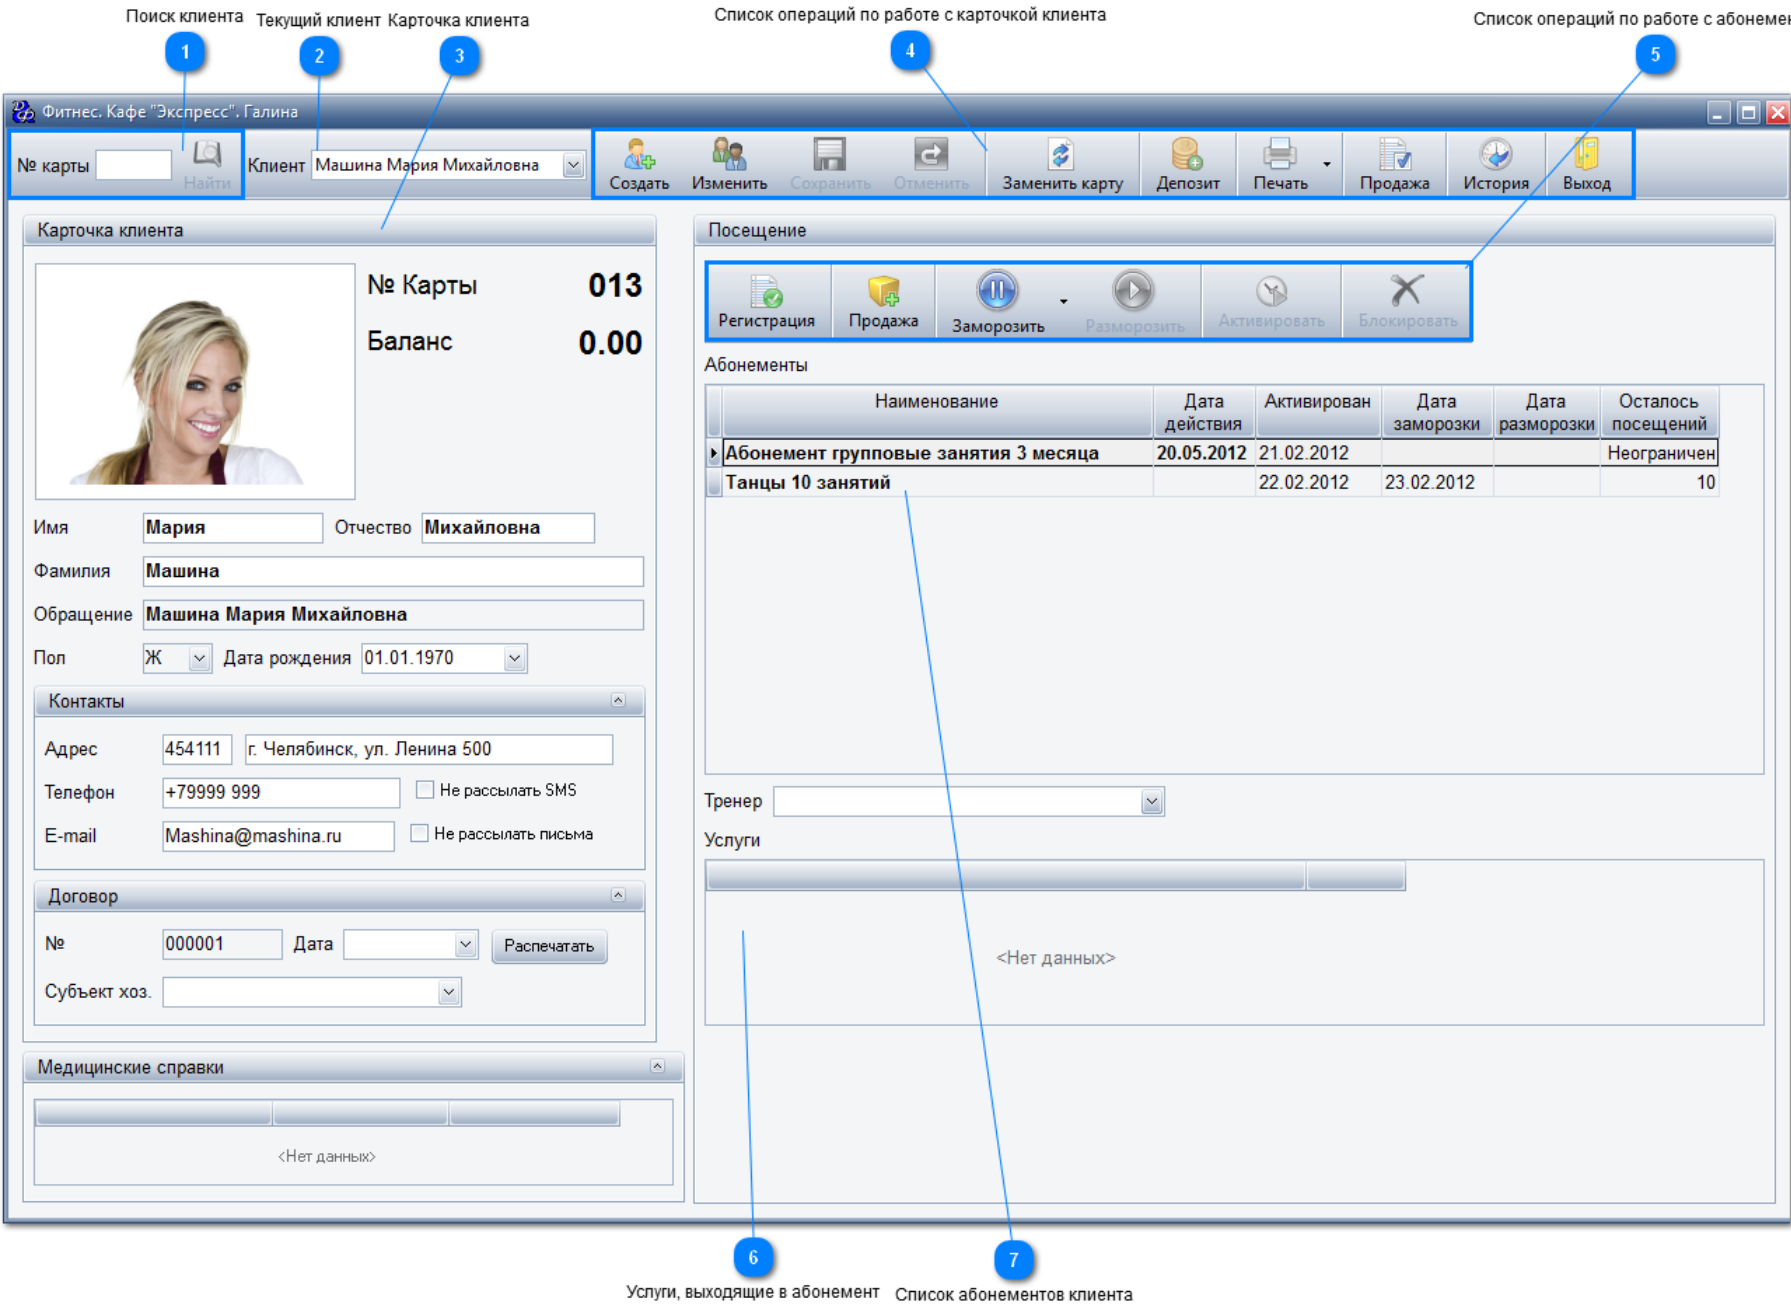 Поиск клиента Текущий клиент Карточка клиента Список операций по работе с карточкой клиента Список операций по работе с абонемен
1 2 3 4 5
Фитнес. Кафе "Экспресс". Галина
№ карты Найти Клиент Машина Мария Михайловна Создать Изменить Сохранить Отменить Заменить карту Депозит Печать Продажа История Выход
Карточка клиента
№ Карты 013
Баланс 0.00
Имя Мария Отчество Михайловна
Фамилия Машина
Обращение Машина Мария Михайловна
Пол Ж Дата рождения 01.01.1970
Контакты
Адрес 454111 г. Челябинск, ул. Ленина 500
Телефон +79999 999 Не рассылать SMS
E-mail Mashina@mashina.ru Не рассылать письма
Договор
№ 000001 Дата Распечатать
Субъект хоз.
Медицинские справки
<Нет данных>
Посещение
Регистрация Продажа Заморозить Разморозить Активировать Блокировать
Абонементы
Наименование Дата действия Активирован Дата заморозки Дата разморозки Осталось посещений
Абонемент групповые занятия 3 месяца 20.05.2012 21.02.2012 Неограничен
Танцы 10 занятий 22.02.2012 23.02.2012 10
Тренер
Услуги
<Нет данных>
6 7
Услуги, выходящие в абонемент Список абонементов клиента